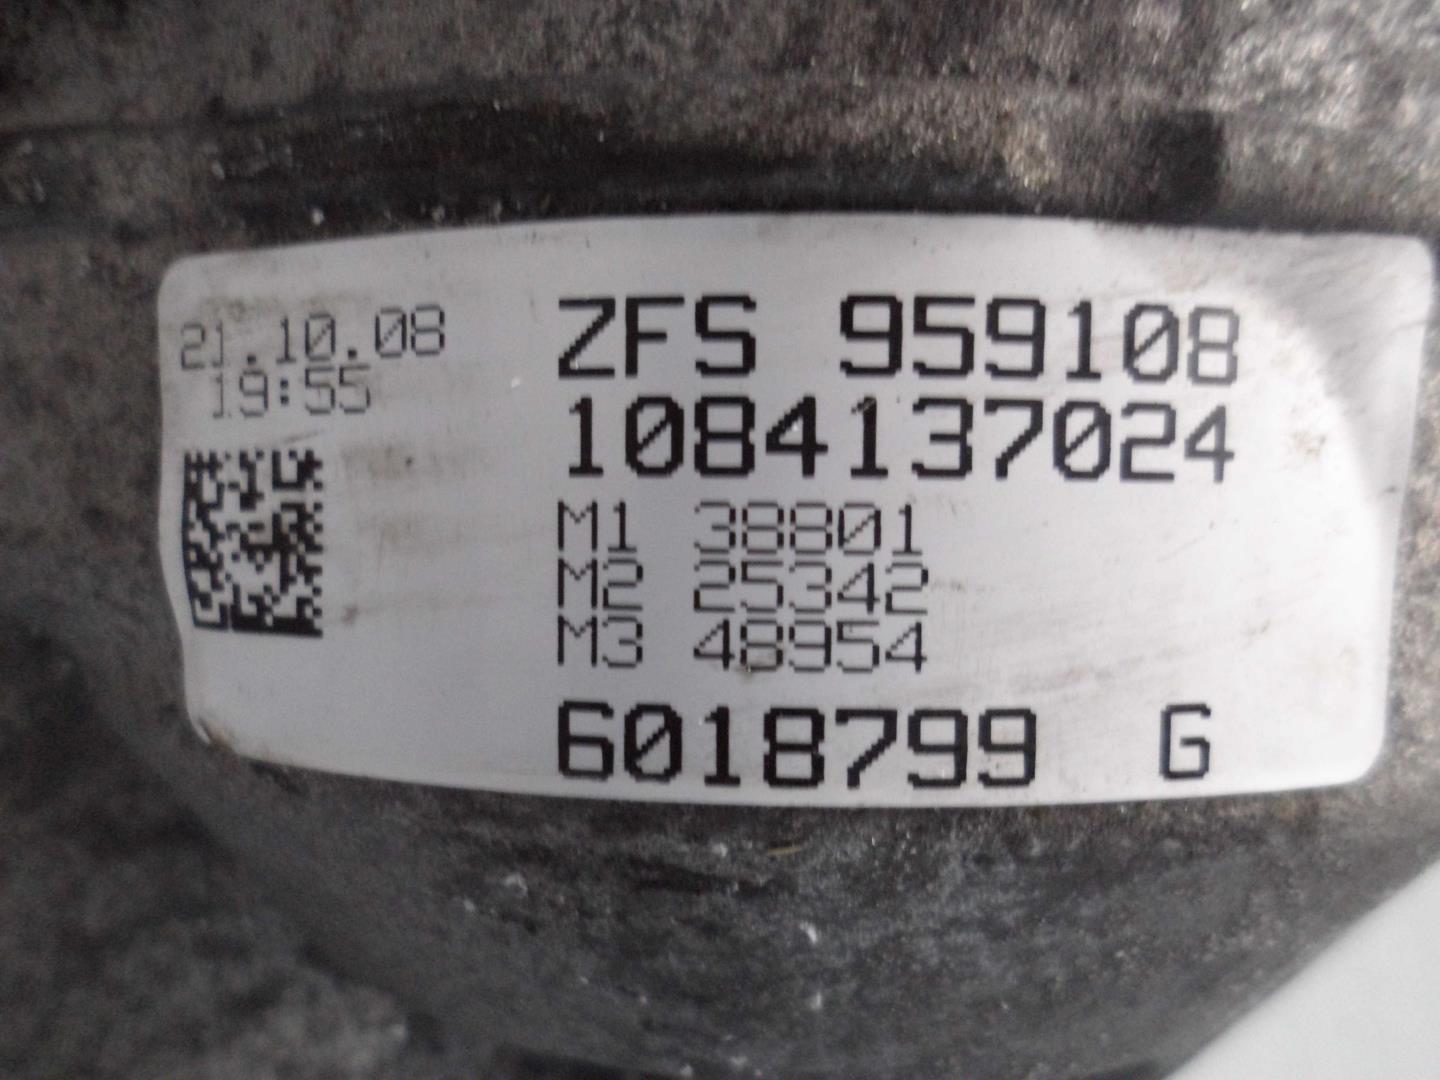 21.10.08
19:55
ZFS 959108
1084137024
M1 38801
M2 25342
M3 48954
6018799 G